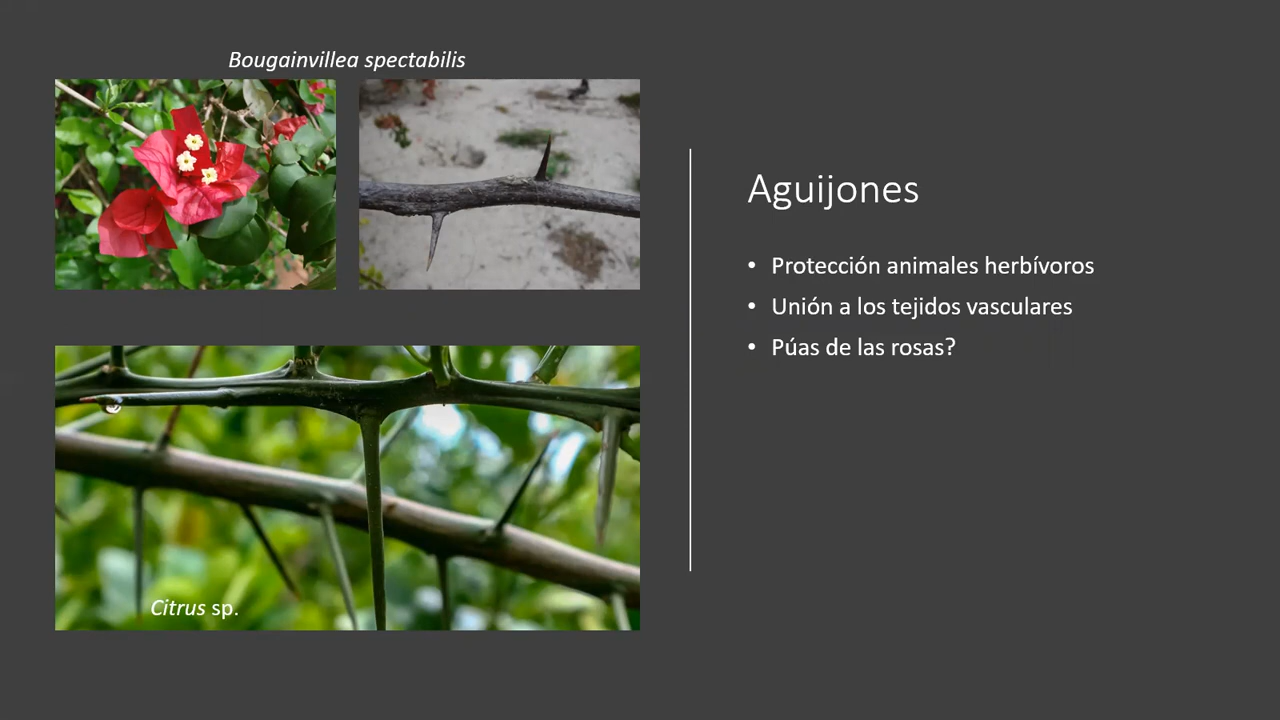 Bougainvillea spectabilis
Citrus sp.
Aguijones
• Protección animales herbívoros
• Unión a los tejidos vasculares
• Púas de las rosas?